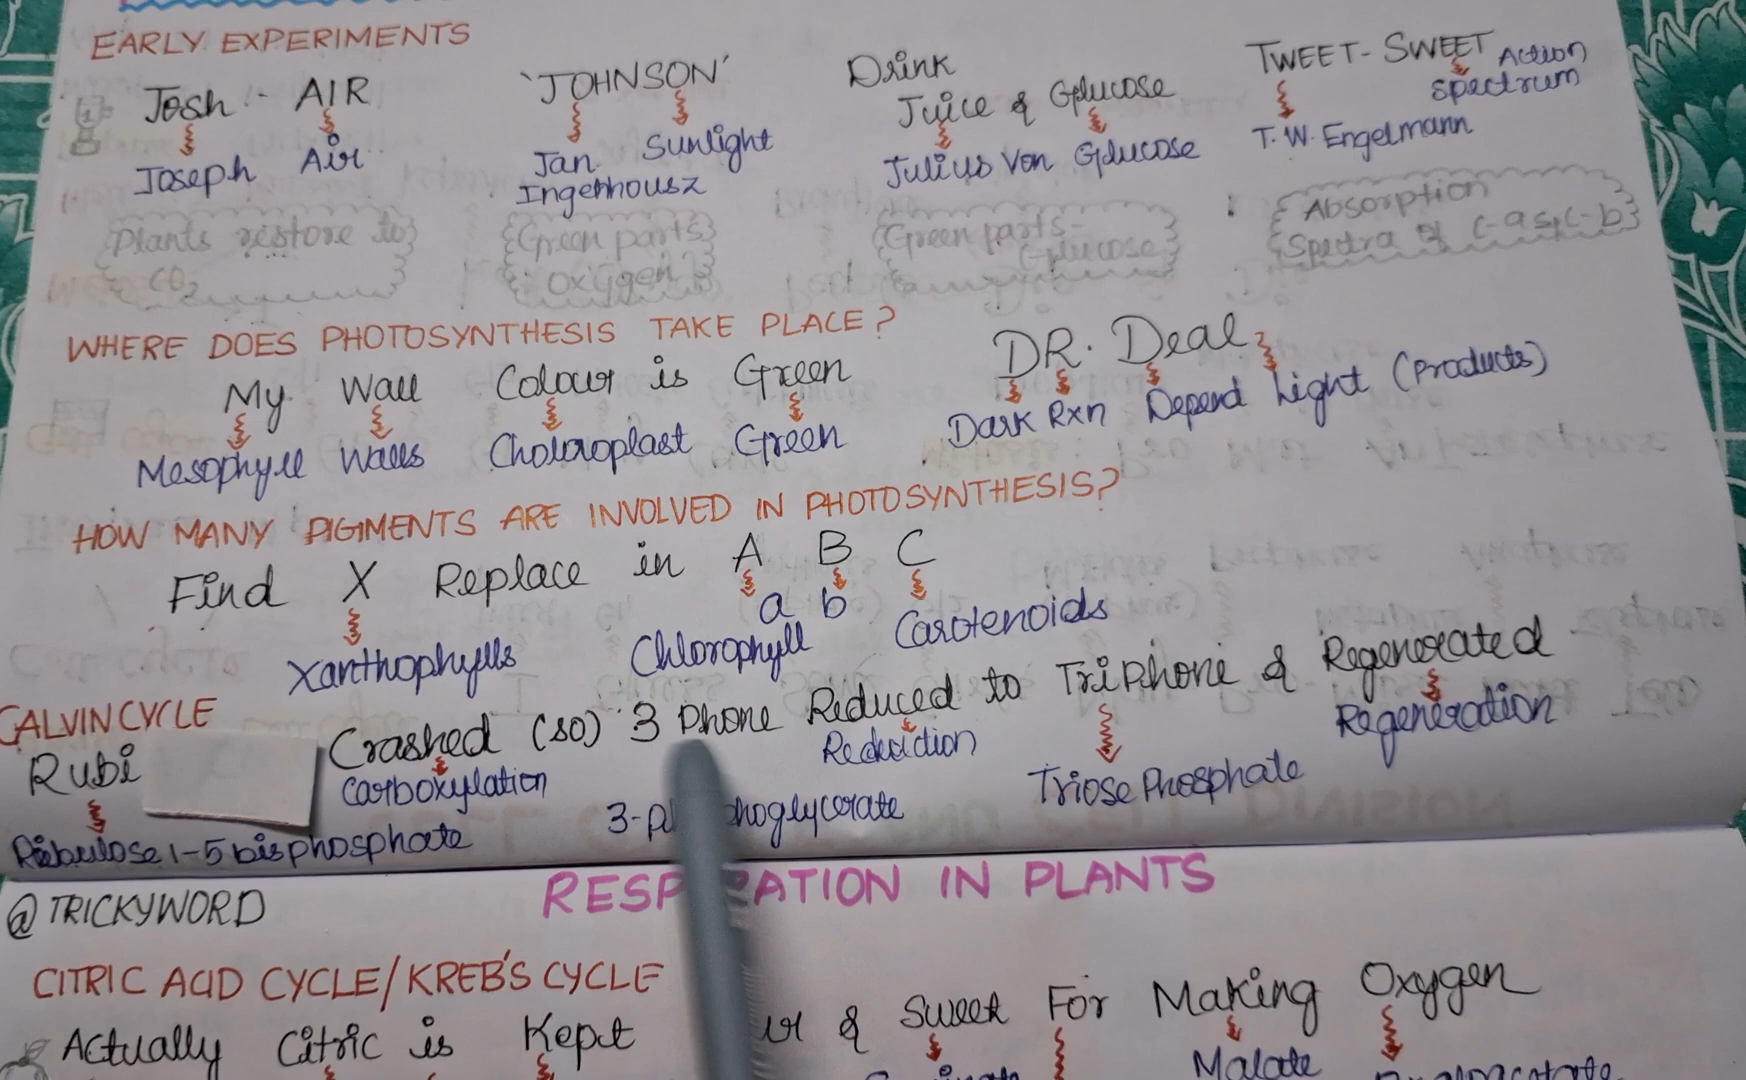 EARLY EXPERIMENTS
Josh - AIR
Joseph Air
Plants restore to
CO2
'JOHNSON'
Jan Sunlight
Ingenhousz
Green parts
oxygen
Drink
Juice & Glucose
Julius Von Glucose
Green parts-
Glucose
TWEET-SWEET Action
spectrum
T.W. Engelmann
Absorption
Spectra of C-a & C-b
WHERE DOES PHOTOSYNTHESIS TAKE PLACE?
My Wall Colour is Green
Mesophyll Walls Choloroplast Green
DR. Deal
Dark Rxn Depend Light (Products)
HOW MANY PIGMENTS ARE INVOLVED IN PHOTOSYNTHESIS?
Find X Replace in A B C
a b
Xanthophylls Chlorophyll Carotenoids
CALVIN CYCLE
Rubi Crashed (so) 3 Phone Reduced to TriPhone & Regenerated
Carboxylation Reduction Triose Phosphate Regeneration
Ribulose 1-5 bisphosphate 3-p hoglycerate
@TRICKYWORD
RESP RATION IN PLANTS
CITRIC ACID CYCLE/KREB'S CYCLE
Actually Citric is Kept ur & Sweet For Making Oxygen
Malate